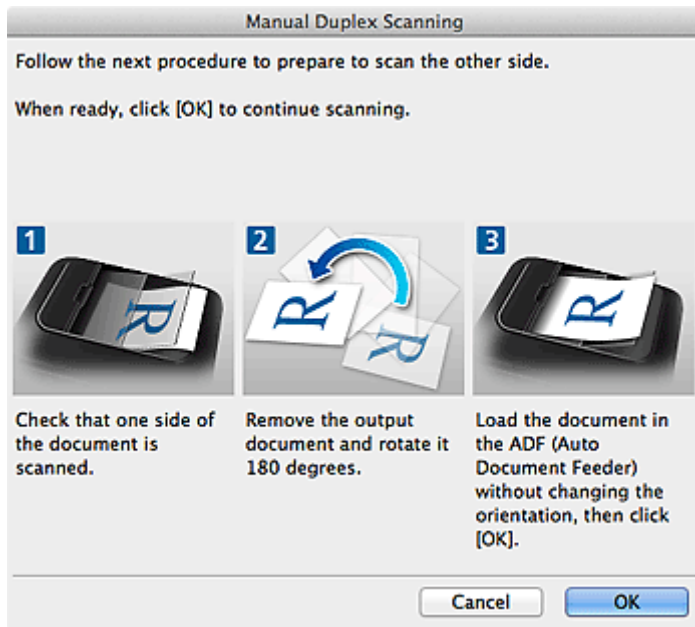 Manual Duplex Scanning
Follow the next procedure to prepare to scan the other side.
When ready, click [OK] to continue scanning.
1
R
Check that one side of
the document is
scanned.
2
R
R
Remove the output
document and rotate it
180 degrees.
3
R
Load the document in
the ADF (Auto
Document Feeder)
without changing the
orientation, then click
[OK].
Cancel
OK